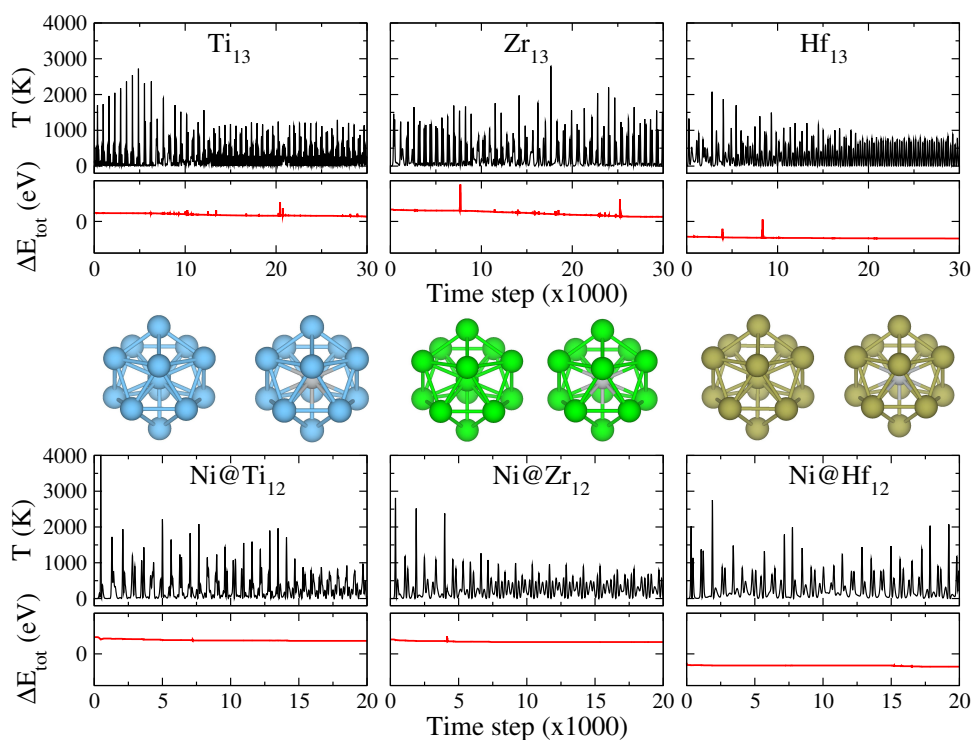 Ti13 Zr13 Hf13
T (K)
4000
3000
2000
1000
0
ΔE_tot (eV)
0
0 10 20 30 0 10 20 30 0 10 20 30
Time step (x1000)
Ni@Ti12 Ni@Zr12 Ni@Hf12
T (K)
4000
3000
2000
1000
0
ΔE_tot (eV)
0
0 5 10 15 20 0 5 10 15 20 0 5 10 15 20
Time step (x1000)